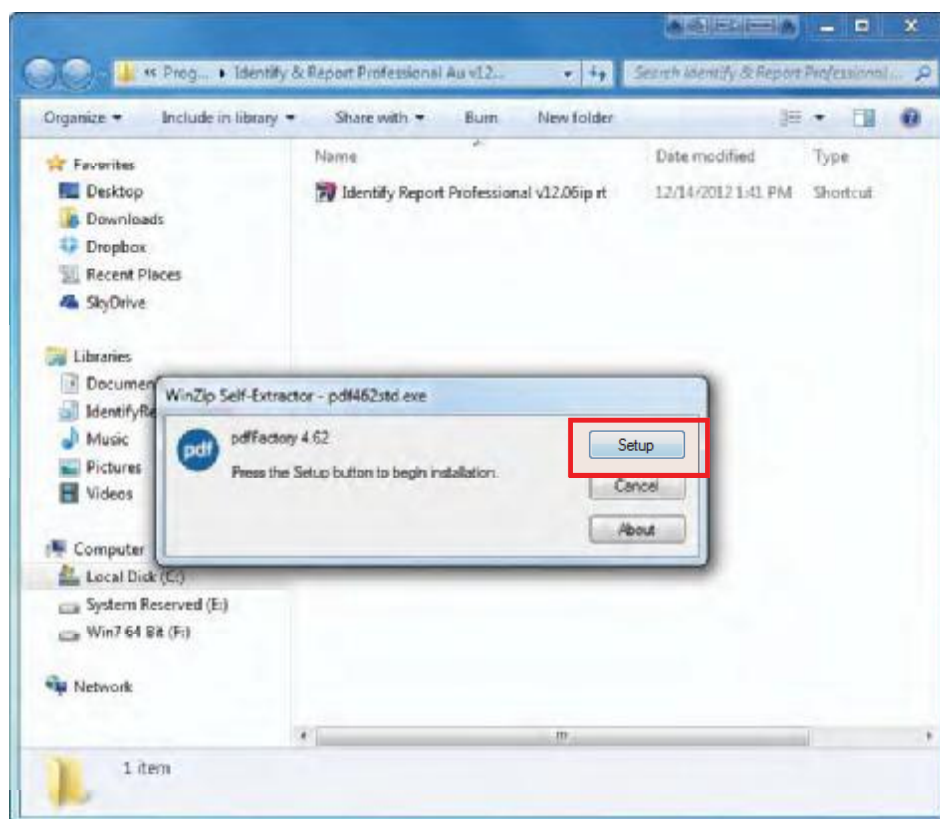 « Prog... ▸ Identify & Report Professional Au v12...
Search Identify & Report Professional ...
Organize ▾ Include in library ▾ Share with ▾ Burn New folder
Name Date modified Type
Identify Report Professional v12.06ip rt 12/14/2012 1:41 PM Shortcut
Favorites
Desktop
Downloads
Dropbox
Recent Places
SkyDrive
Libraries
Documen
IdentifyRe
Music
Pictures
Videos
Computer
Local Disk (C:)
System Reserved (E:)
Win7 64 Bit (F:)
Network
WinZip Self-Extractor - pdf462std.exe
pdf
pdfFactory 4.62
Press the Setup button to begin installation.
Setup
Cancel
About
1 item